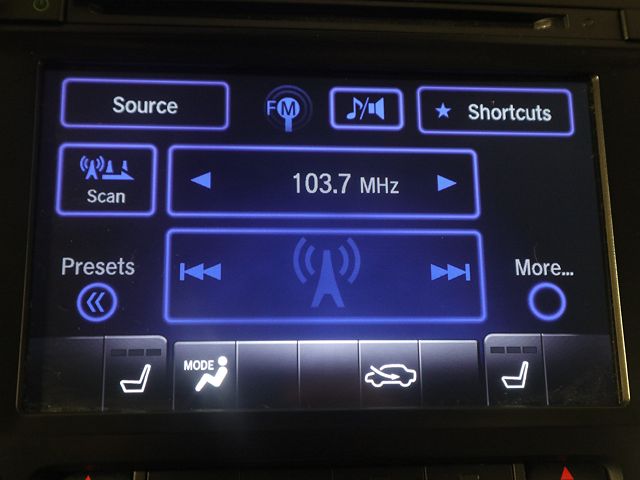 Source
FM
Shortcuts
Scan
103.7 MHz
Presets
More...
MODE